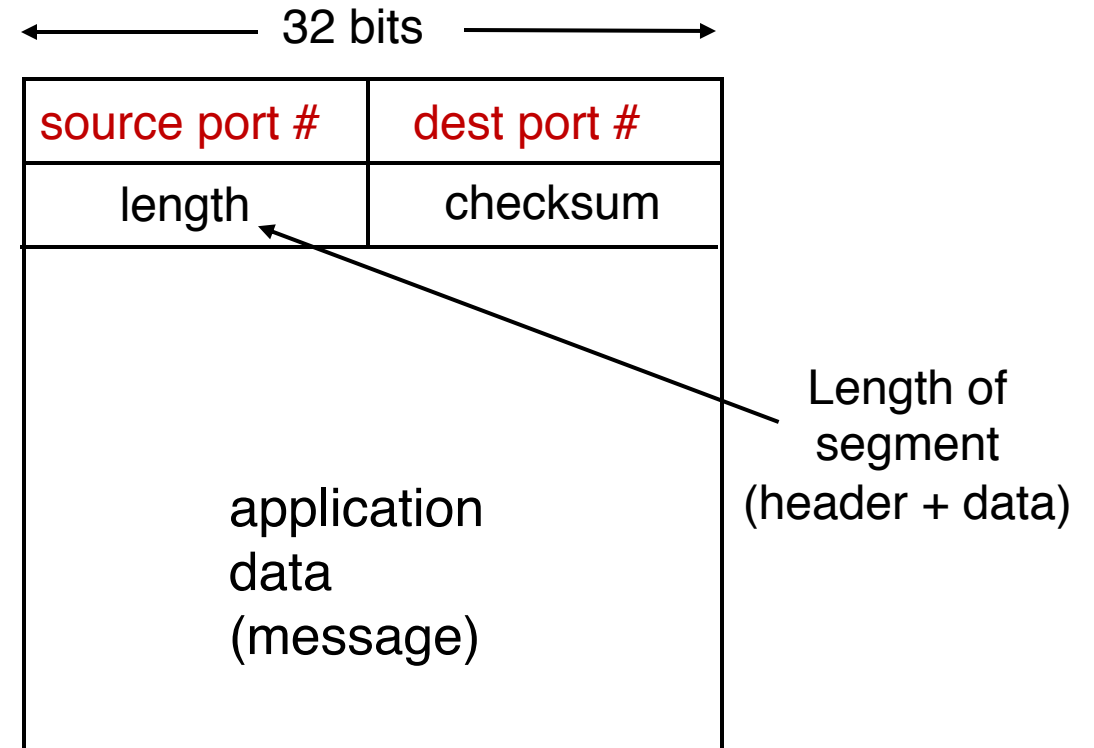 32 bits
source port # dest port #
length checksum
Length of
segment
(header + data)
application
data
(message)